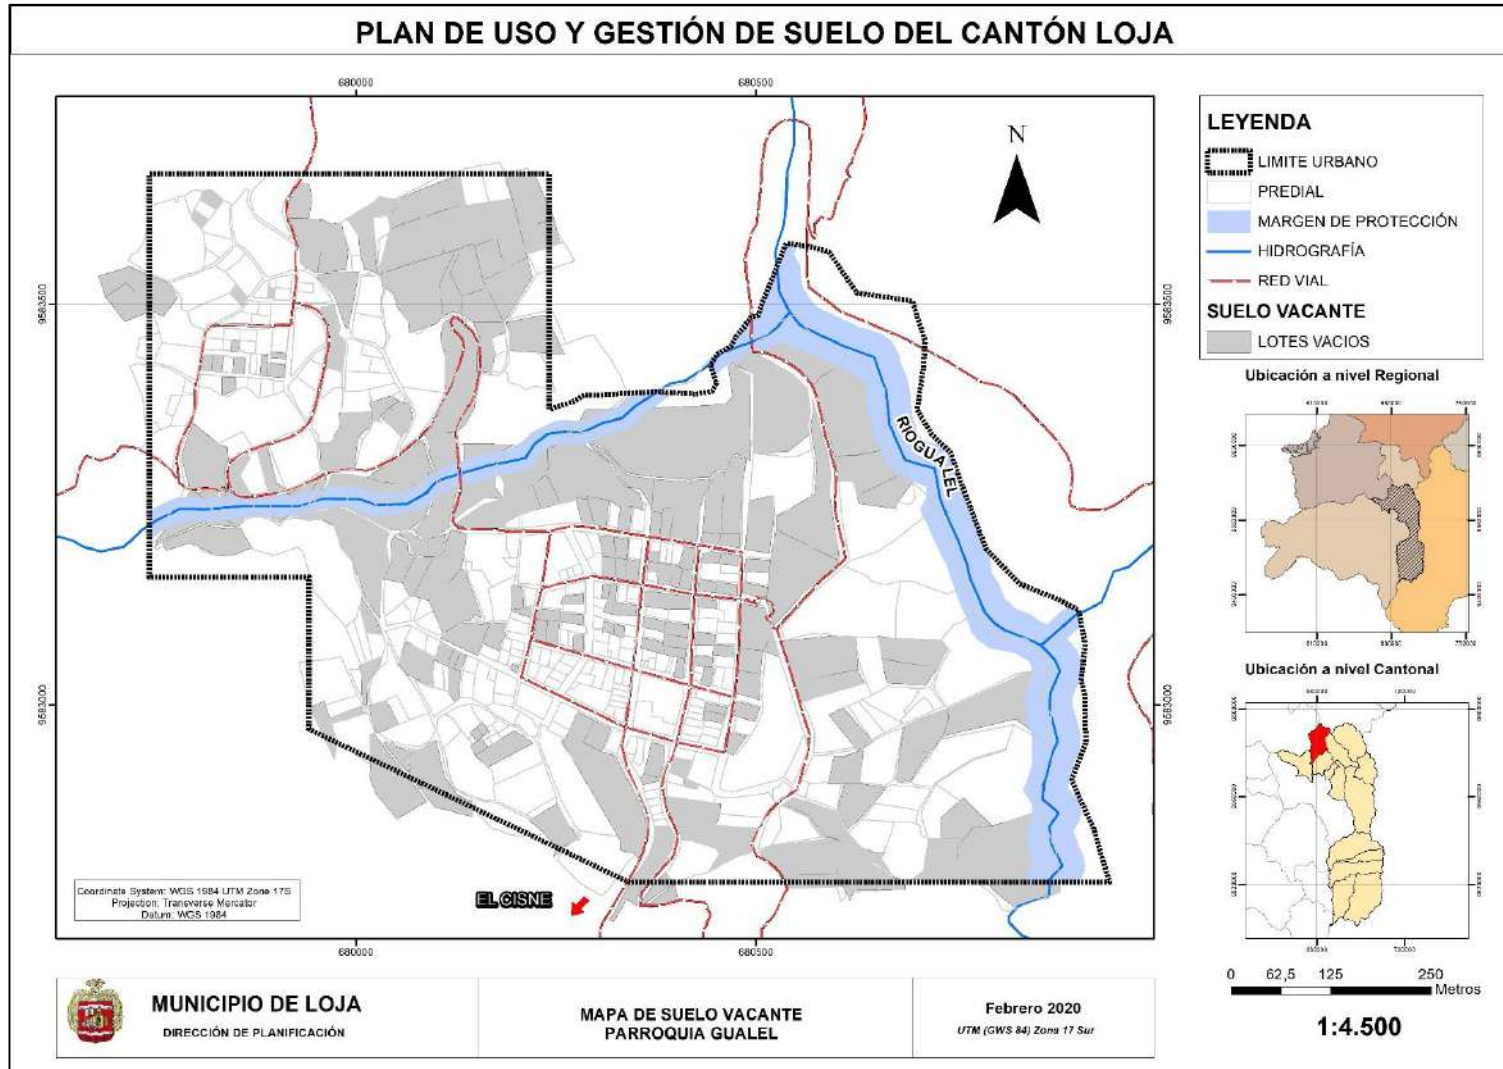 PLAN DE USO Y GESTIÓN DE SUELO DEL CANTÓN LOJA
680000
680500
9583500
9583500
9583000
9583000
680000
680500
N
RIOGUALEL
EL CISNE
Coordinate System: WGS 1984 UTM Zone 17S
Projection: Transverse Mercator
Datum: WGS 1984
LEYENDA
LIMITE URBANO
PREDIAL
MARGEN DE PROTECCIÓN
HIDROGRAFÍA
RED VIAL
SUELO VACANTE
LOTES VACIOS
Ubicación a nivel Regional
Ubicación a nivel Cantonal
0 62,5 125 250
Metros
1:4.500
MUNICIPIO DE LOJA
DIRECCIÓN DE PLANIFICACIÓN
MAPA DE SUELO VACANTE
PARROQUIA GUALEL
Febrero 2020
UTM (GWS 84) Zona 17 Sur